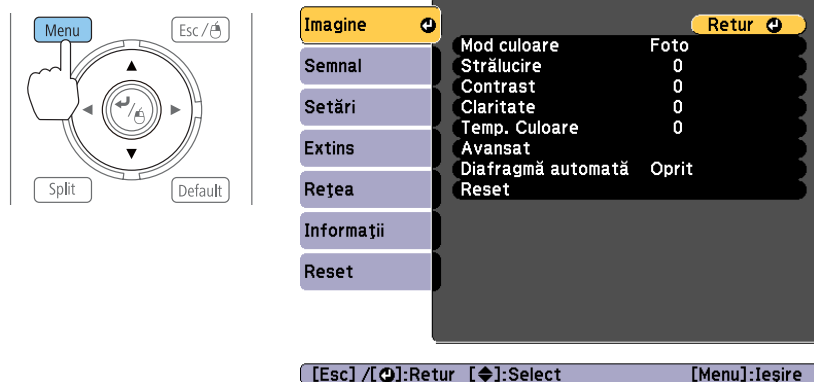 Menu
Esc /
Split
Default
Imagine
Semnal
Setări
Extins
Reţea
Informaţii
Reset
Retur
Mod culoare Foto
Strălucire 0
Contrast 0
Claritate 0
Temp. Culoare 0
Avansat
Diafragmă automată Oprit
Reset
[Esc] /[ ]:Retur [ ]:Select [Menu]:Ieşire